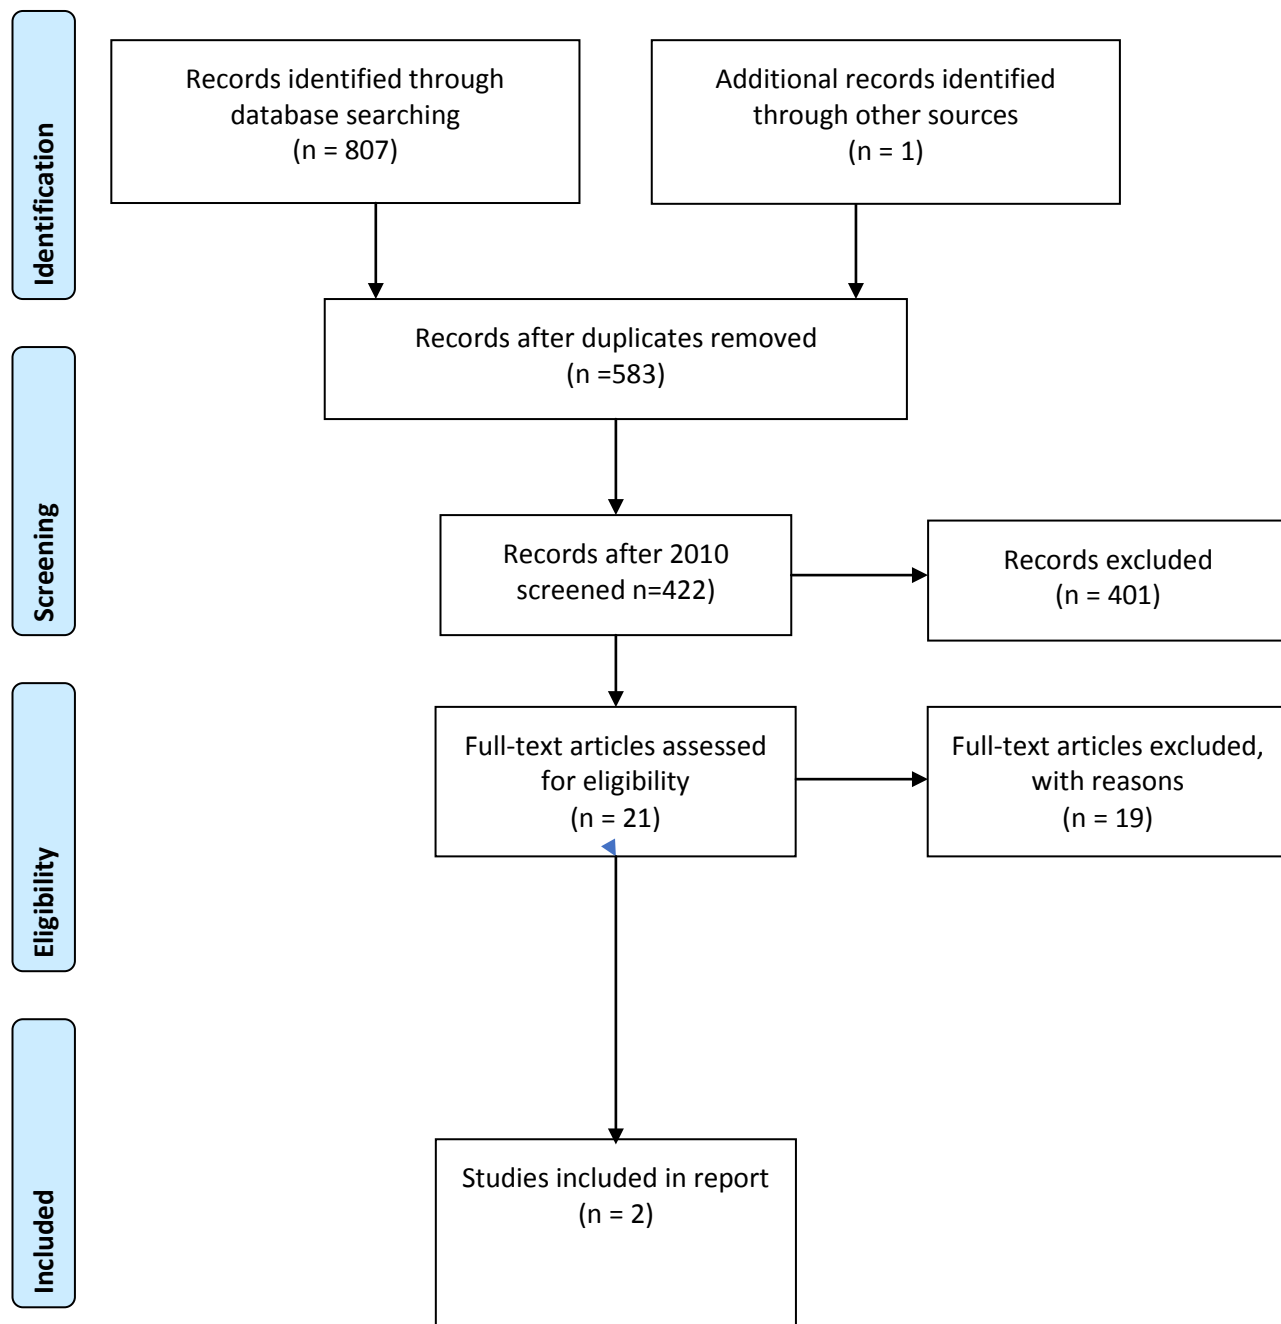 Identification
Records identified through
database searching
(n = 807)
Additional records identified
through other sources
(n = 1)
Records after duplicates removed
(n =583)
Screening
Records after 2010
screened n=422)
Records excluded
(n = 401)
Eligibility
Full-text articles assessed
for eligibility
(n = 21)
Full-text articles excluded,
with reasons
(n = 19)
Included
Studies included in report
(n = 2)